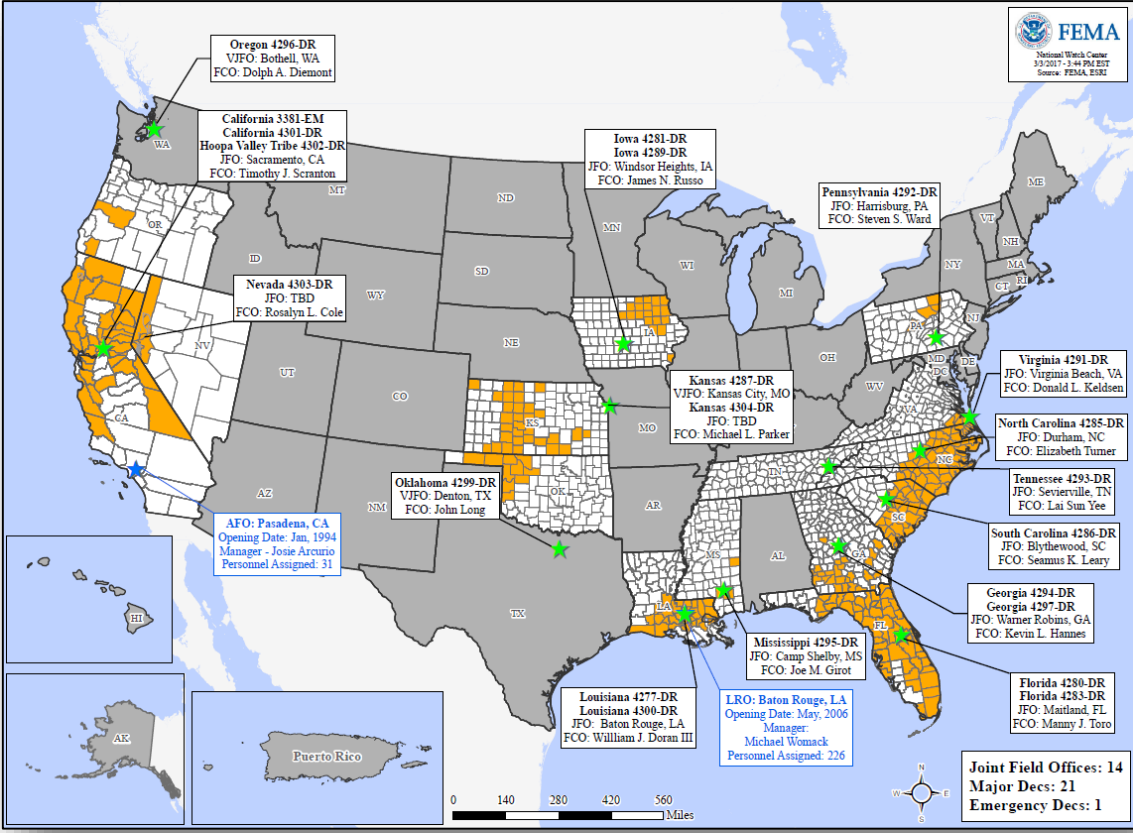 FEMA
National Watch Center
3/3/2017 - 3:44 PM EST
Source: FEMA, ESRI
Oregon 4296-DR
VJFO: Bothell, WA
FCO: Dolph A. Diemont
California 3381-EM
California 4301-DR
Hoopa Valley Tribe 4302-DR
JFO: Sacramento, CA
FCO: Timothy J. Scranton
Iowa 4281-DR
Iowa 4289-DR
JFO: Windsor Heights, IA
FCO: James N. Russo
Pennsylvania 4292-DR
JFO: Harrisburg, PA
FCO: Steven S. Ward
Nevada 4303-DR
JFO: TBD
FCO: Rosalyn L. Cole
Kansas 4287-DR
VJFO: Kansas City, MO
Kansas 4304-DR
JFO: TBD
FCO: Michael L. Parker
Virginia 4291-DR
JFO: Virginia Beach, VA
FCO: Donald L. Keldsen
North Carolina 4285-DR
JFO: Durham, NC
FCO: Elizabeth Turner
Tennessee 4293-DR
JFO: Sevierville, TN
FCO: Lai Sun Yee
South Carolina 4286-DR
JFO: Blythewood, SC
FCO: Seamus K. Leary
Georgia 4294-DR
Georgia 4297-DR
JFO: Warner Robins, GA
FCO: Kevin L. Hannes
Florida 4280-DR
Florida 4283-DR
JFO: Maitland, FL
FCO: Manny J. Toro
Oklahoma 4299-DR
VJFO: Denton, TX
FCO: John Long
AFO: Pasadena, CA
Opening Date: Jan, 1994
Manager - Josie Arcurio
Personnel Assigned: 31
Mississippi 4295-DR
JFO: Camp Shelby, MS
FCO: Joe M. Girot
Louisiana 4277-DR
Louisiana 4300-DR
JFO: Baton Rouge, LA
FCO: Willliam J. Doran III
LRO: Baton Rouge, LA
Opening Date: May, 2006
Manager:
Michael Womack
Personnel Assigned: 226
WA
OR
ID
MT
ND
SD
WY
NV
UT
CO
CA
AZ
NM
NE
KS
OK
TX
MN
IA
MO
AR
LA
WI
MI
OH
TN
MS
AL
GA
FL
SC
NC
VA
WV
PA
NY
NJ
MD
DC
DE
CT
RI
MA
NH
VT
ME
HI
AK
Puerto Rico
0 140 280 420 560
Miles
N
W E
S
Joint Field Offices: 14
Major Decs: 21
Emergency Decs: 1